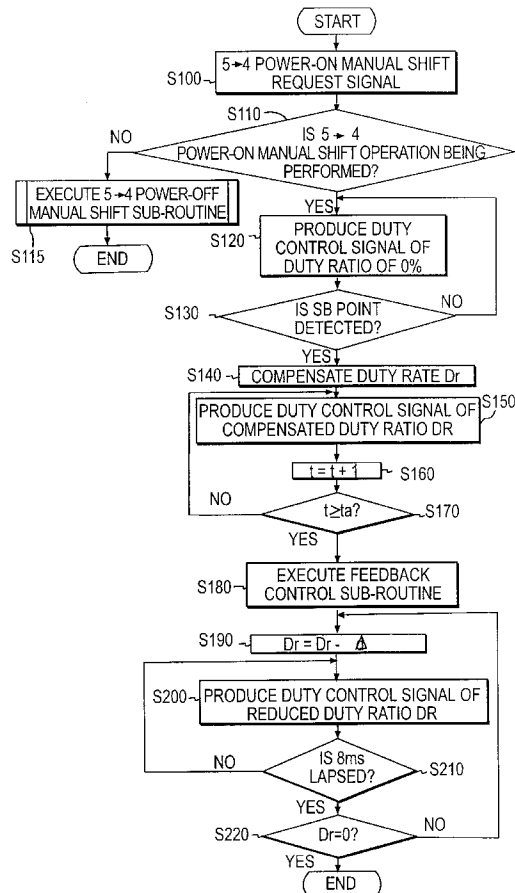 START
5→4 POWER-ON MANUAL SHIFT
REQUEST SIGNAL
S100
S110
IS 5→4
POWER-ON MANUAL SHIFT OPERATION BEING
PERFORMED?
NO
EXECUTE 5→4 POWER-OFF
MANUAL SHIFT SUB-ROUTINE
S115
END
YES
S120
PRODUCE DUTY
CONTROL SIGNAL OF
DUTY RATIO OF 0%
S130
IS SB POINT
DETECTED?
NO
YES
S140
COMPENSATE DUTY RATE Dr
S150
PRODUCE DUTY CONTROL SIGNAL OF
COMPENSATED DUTY RATIO DR
t = t + 1
S160
NO
t≥ta?
S170
YES
S180
EXECUTE FEEDBACK
CONTROL SUB-ROUTINE
S190
Dr = Dr -
S200
PRODUCE DUTY CONTROL SIGNAL OF
REDUCED DUTY RATIO DR
NO
IS 8ms
LAPSED?
S210
YES
S220
Dr=0?
NO
YES
END